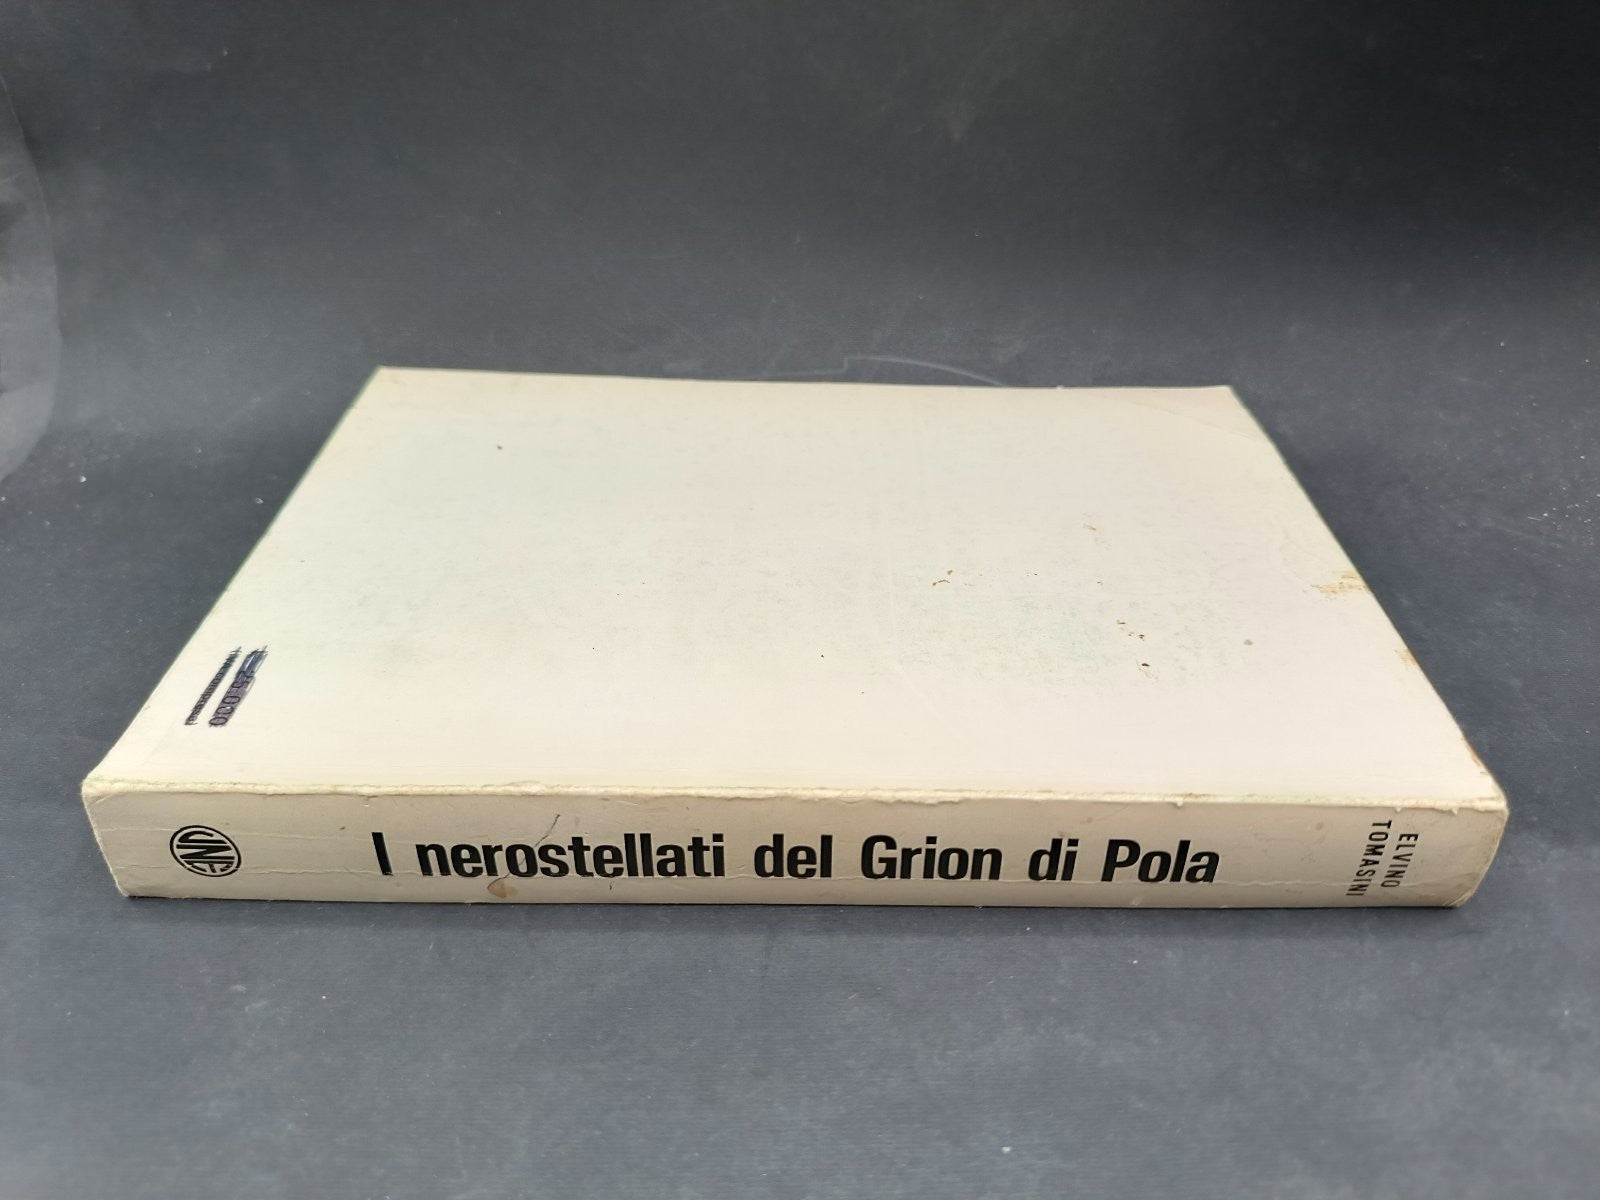 I nerostellati del Grion di Pola
ELVINO
TOMASINI